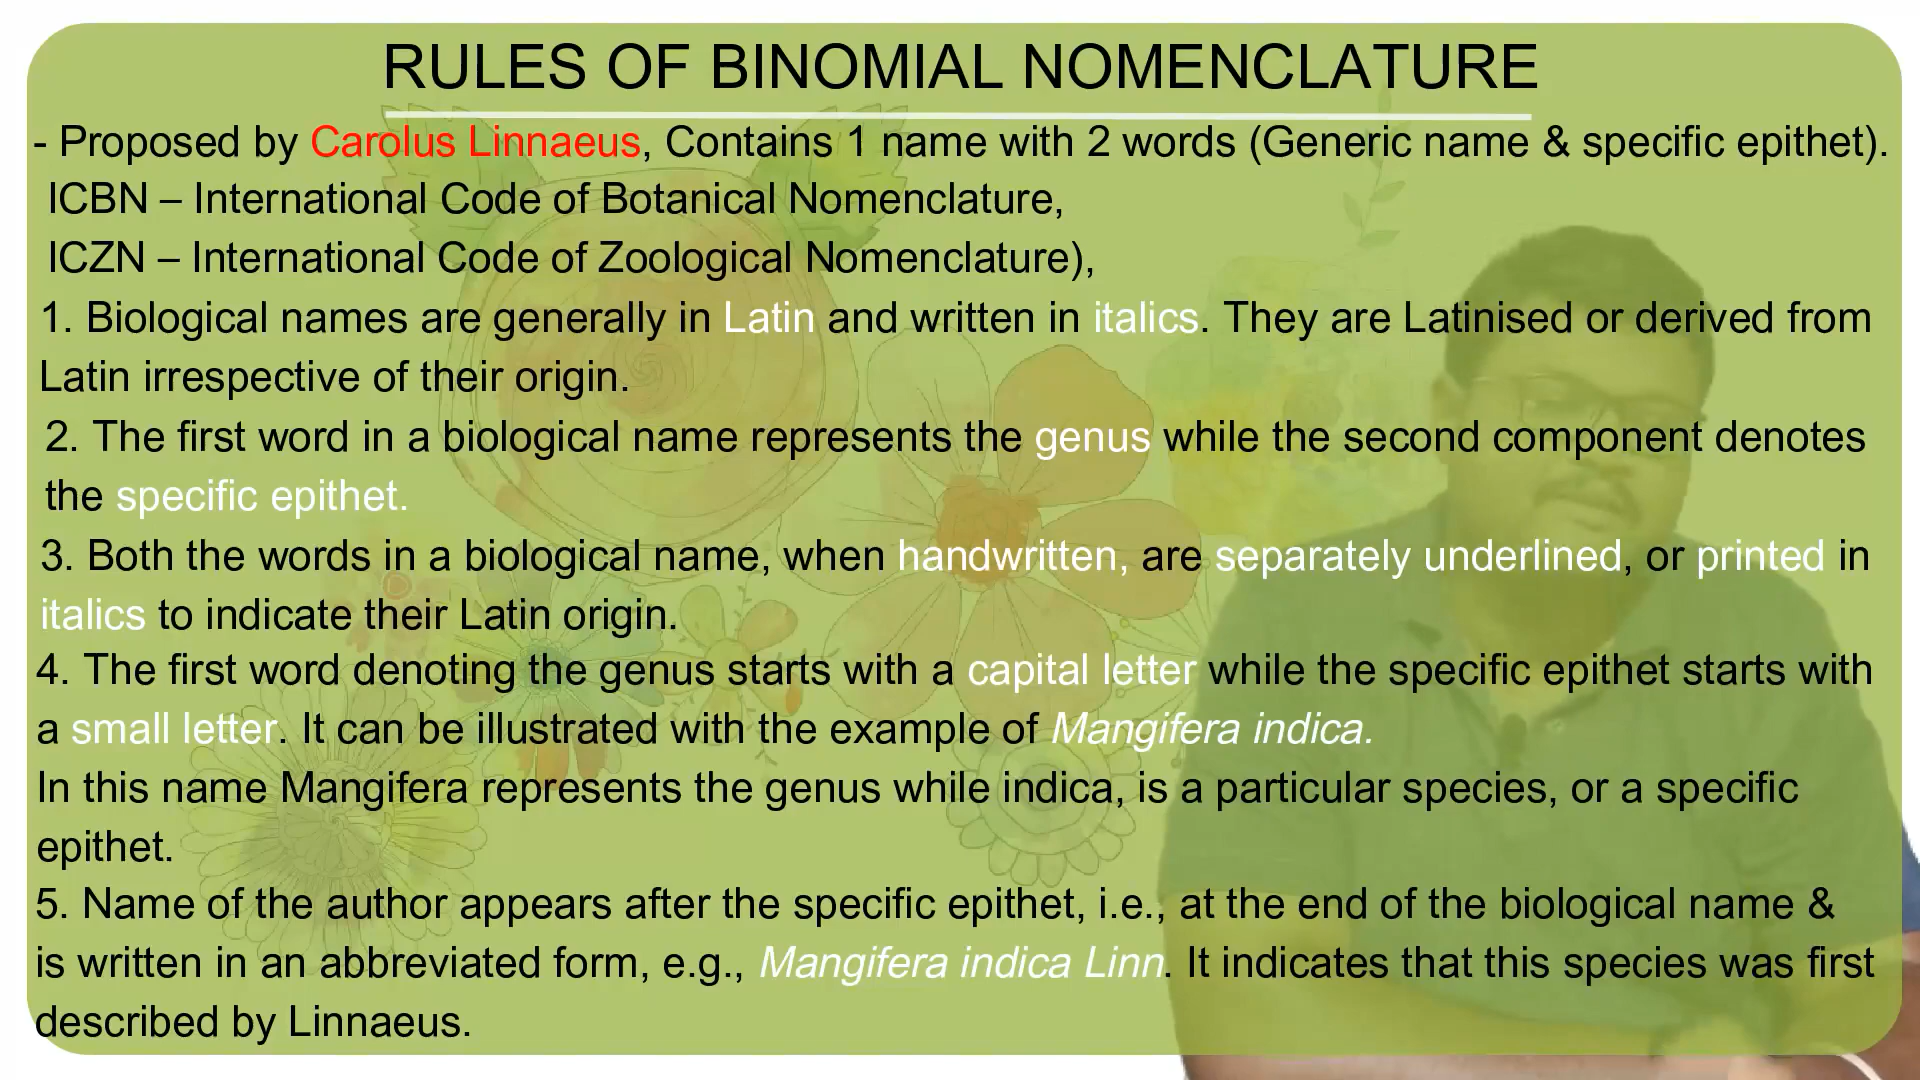 RULES OF BINOMIAL NOMENCLATURE
- Proposed by Carolus Linnaeus, Contains 1 name with 2 words (Generic name & specific epithet).
ICBN – International Code of Botanical Nomenclature,
ICZN – International Code of Zoological Nomenclature),
1. Biological names are generally in Latin and written in italics. They are Latinised or derived from
Latin irrespective of their origin.
2. The first word in a biological name represents the genus while the second component denotes
the specific epithet.
3. Both the words in a biological name, when handwritten, are separately underlined, or printed in
italics to indicate their Latin origin.
4. The first word denoting the genus starts with a capital letter while the specific epithet starts with
a small letter. It can be illustrated with the example of Mangifera indica.
In this name Mangifera represents the genus while indica, is a particular species, or a specific
epithet.
5. Name of the author appears after the specific epithet, i.e., at the end of the biological name &
is written in an abbreviated form, e.g., Mangifera indica Linn. It indicates that this species was first
described by Linnaeus.